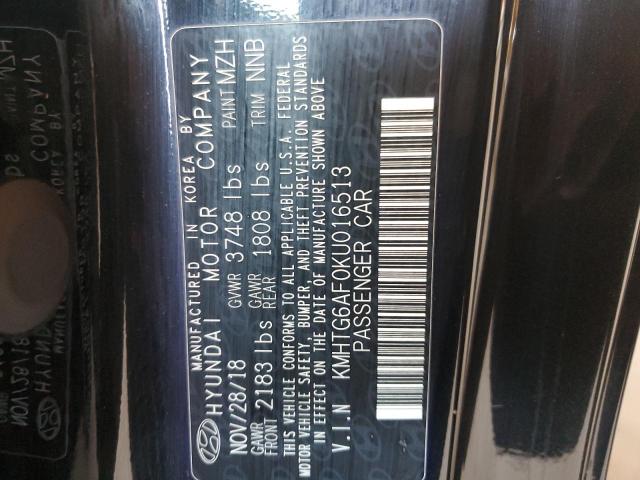 MANUFACTURED IN KOREA BY
HYUNDAI MOTOR COMPANY
NOV/28/18 GVWR 3748 lbs PAINT MZH
GAWR FRONT 2183 lbs GAWR REAR 1808 lbs TRIM NNB
THIS VEHICLE CONFORMS TO ALL APPLICABLE U.S.A. FEDERAL
MOTOR VEHICLE SAFETY, BUMPER, AND THEFT PREVENTION STANDARDS
IN EFFECT ON THE DATE OF MANUFACTURE SHOWN ABOVE
V.I.N KMHTG6AF0KU016513
PASSENGER CAR